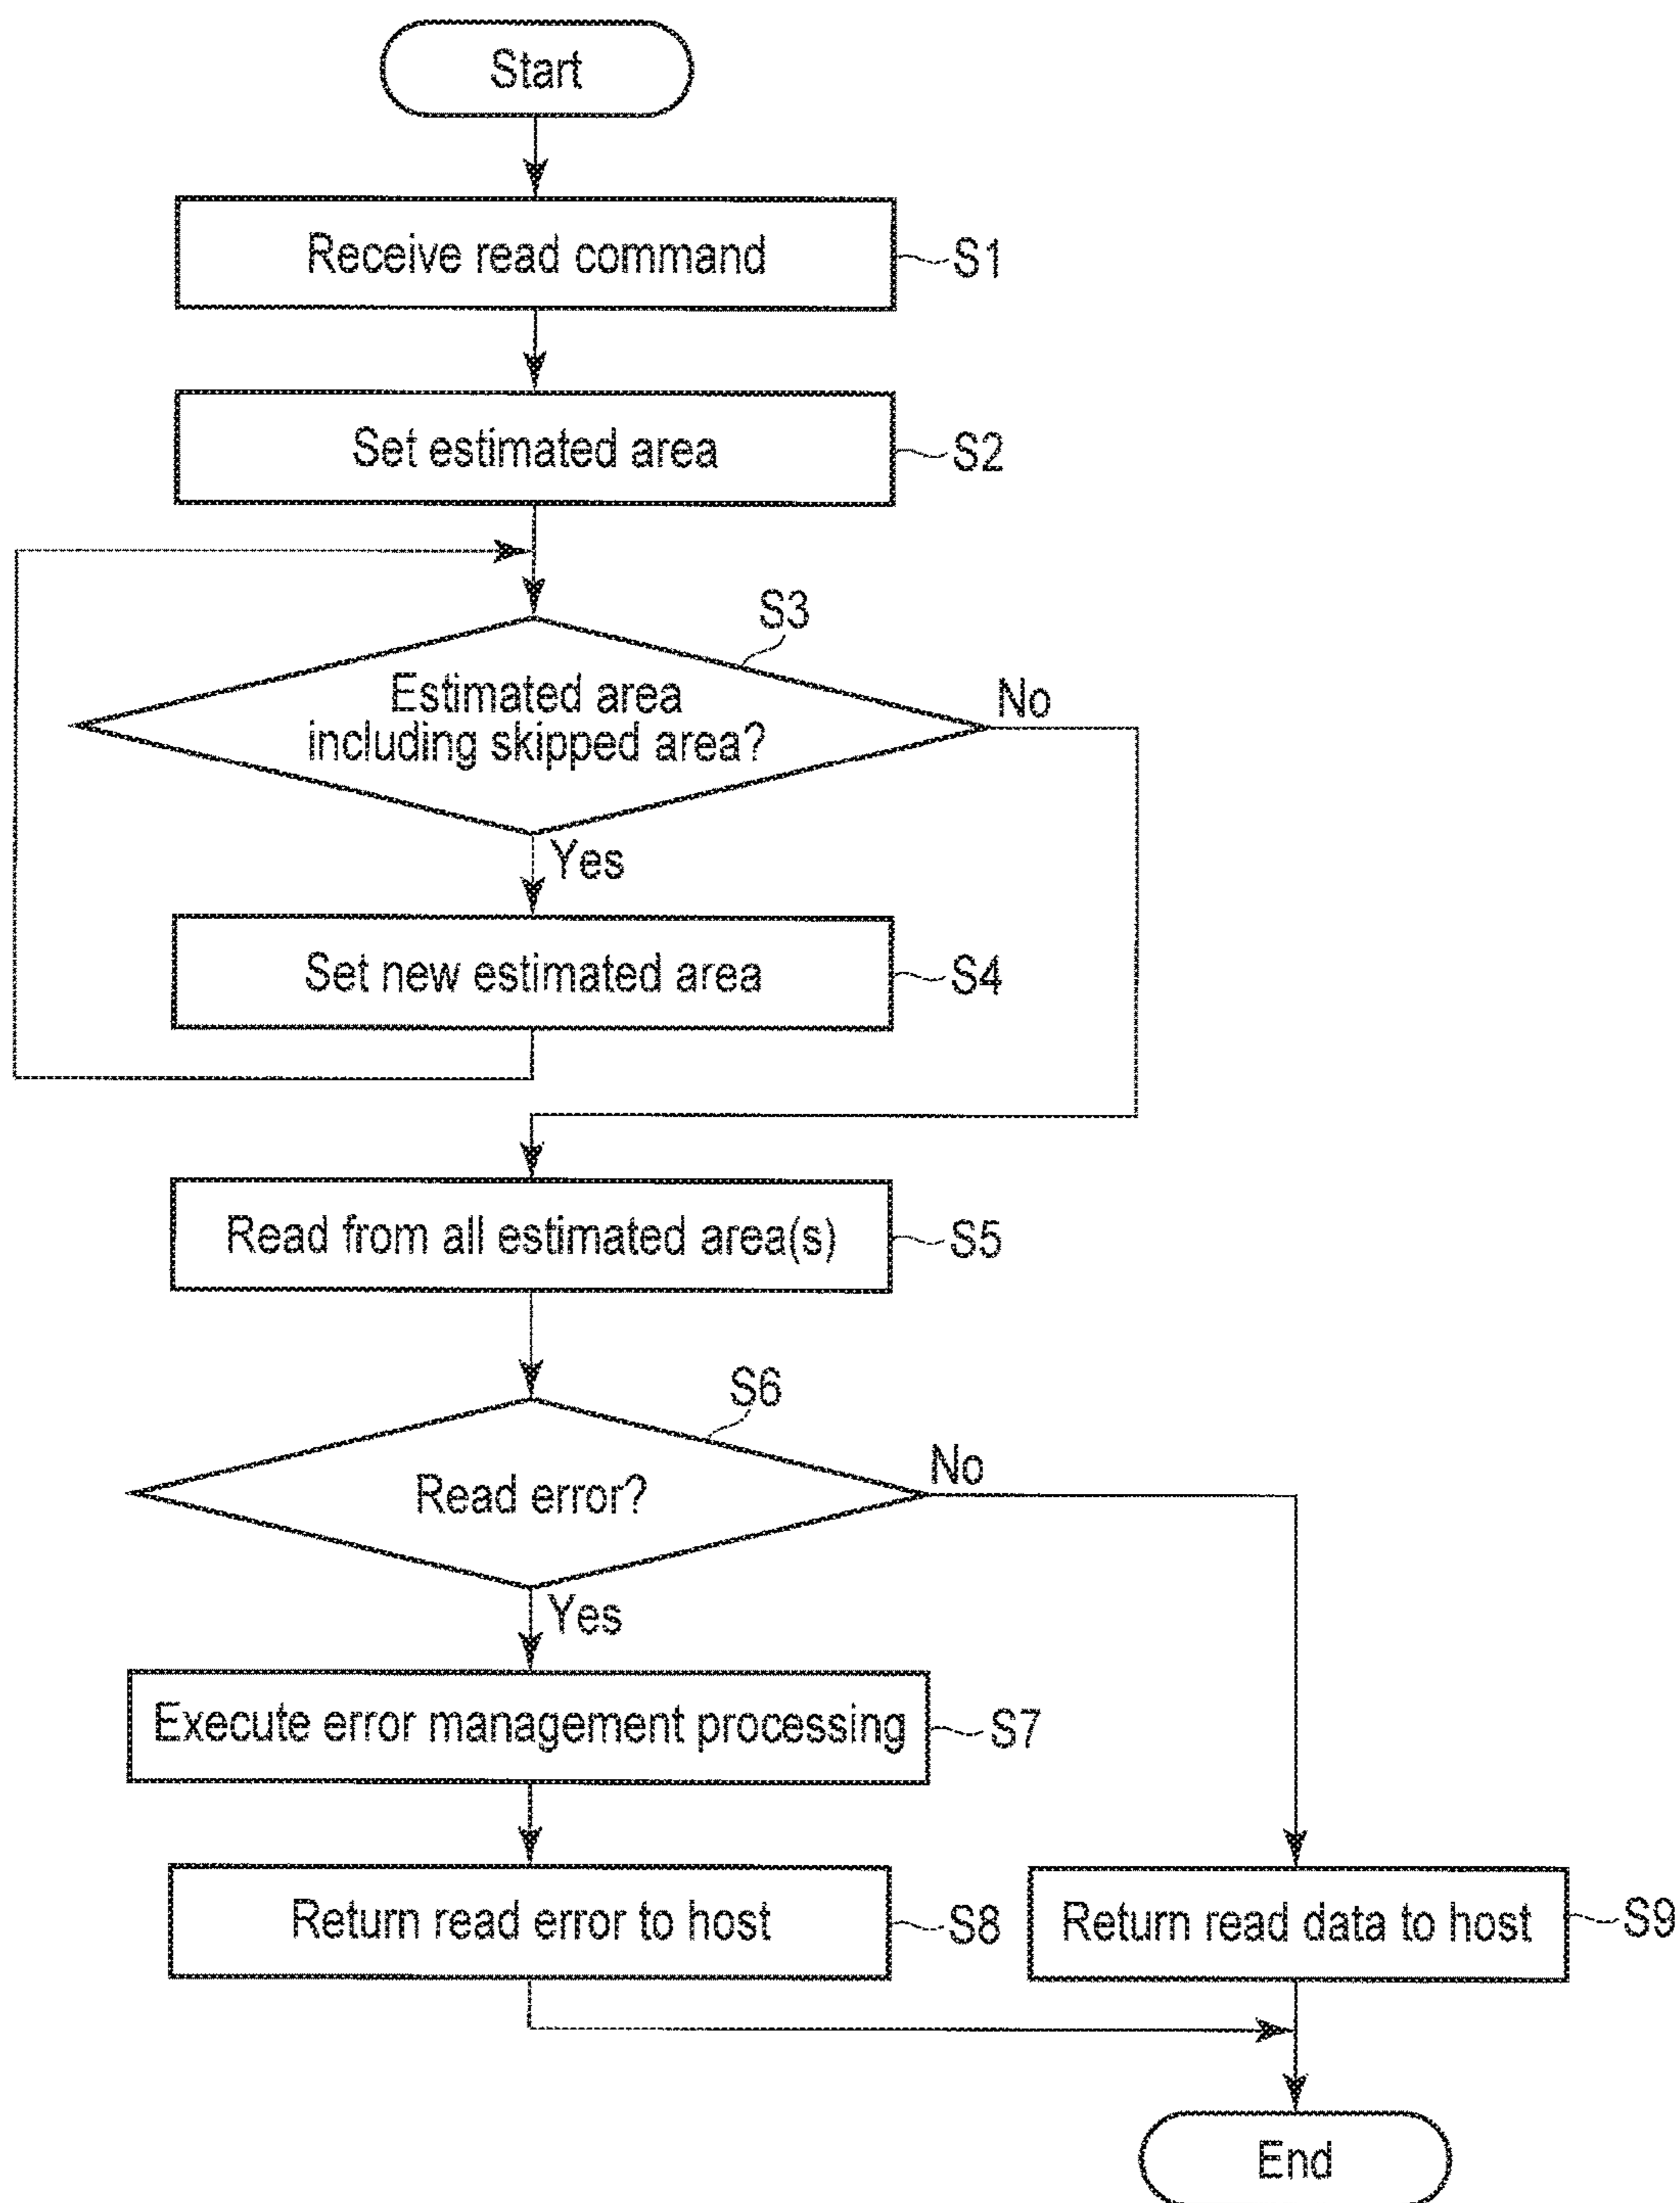 Start
Receive read command
S1
Set estimated area
S2
S3
Estimated area
including skipped area?
No
Yes
Set new estimated area
S4
Read from all estimated area(s)
S5
S6
Read error?
No
Yes
Execute error management processing
S7
Return read error to host
S8
Return read data to host
S9
End